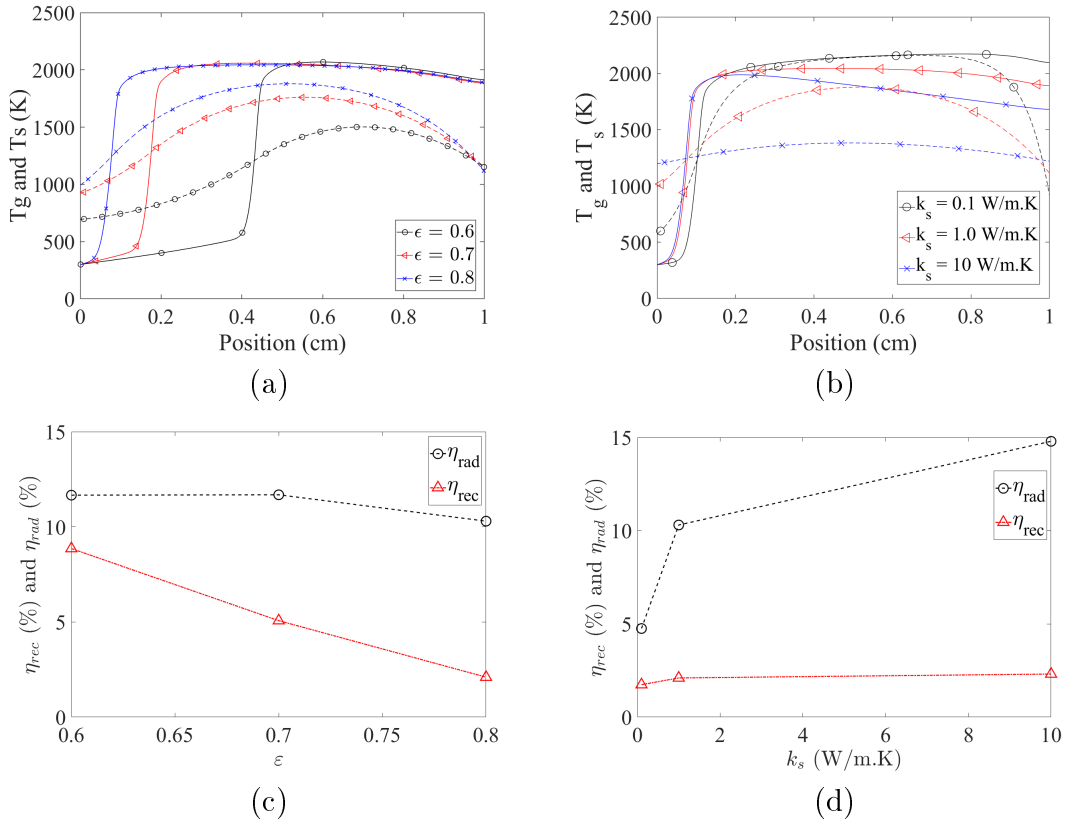 2500
2000
1500
1000
500
0
Tg and Ts (K)
ϵ = 0.6
ϵ = 0.7
ϵ = 0.8
0 0.2 0.4 0.6 0.8 1
Position (cm)
(a)
2500
2000
1500
1000
500
0
T_g and T_s (K)
k_s = 0.1 W/m.K
k_s = 1.0 W/m.K
k_s = 10 W/m.K
0 0.2 0.4 0.6 0.8 1
Position (cm)
(b)
15
10
5
0
η_rec (%) and η_rad (%)
η_rad
η_rec
0.6 0.65 0.7 0.75 0.8
ε
(c)
15
10
5
0
η_rec (%) and η_rad (%)
η_rad
η_rec
0 2 4 6 8 10
k_s (W/m.K)
(d)